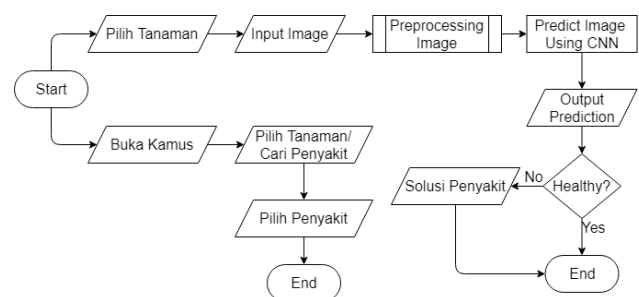 Pilih Tanaman
Input Image
Preprocessing
Image
Predict Image
Using CNN
Start
Output
Prediction
Buka Kamus
Pilih Tanaman/
Cari Penyakit
Solusi Penyakit
No
Healthy?
Pilih Penyakit
Yes
End
End